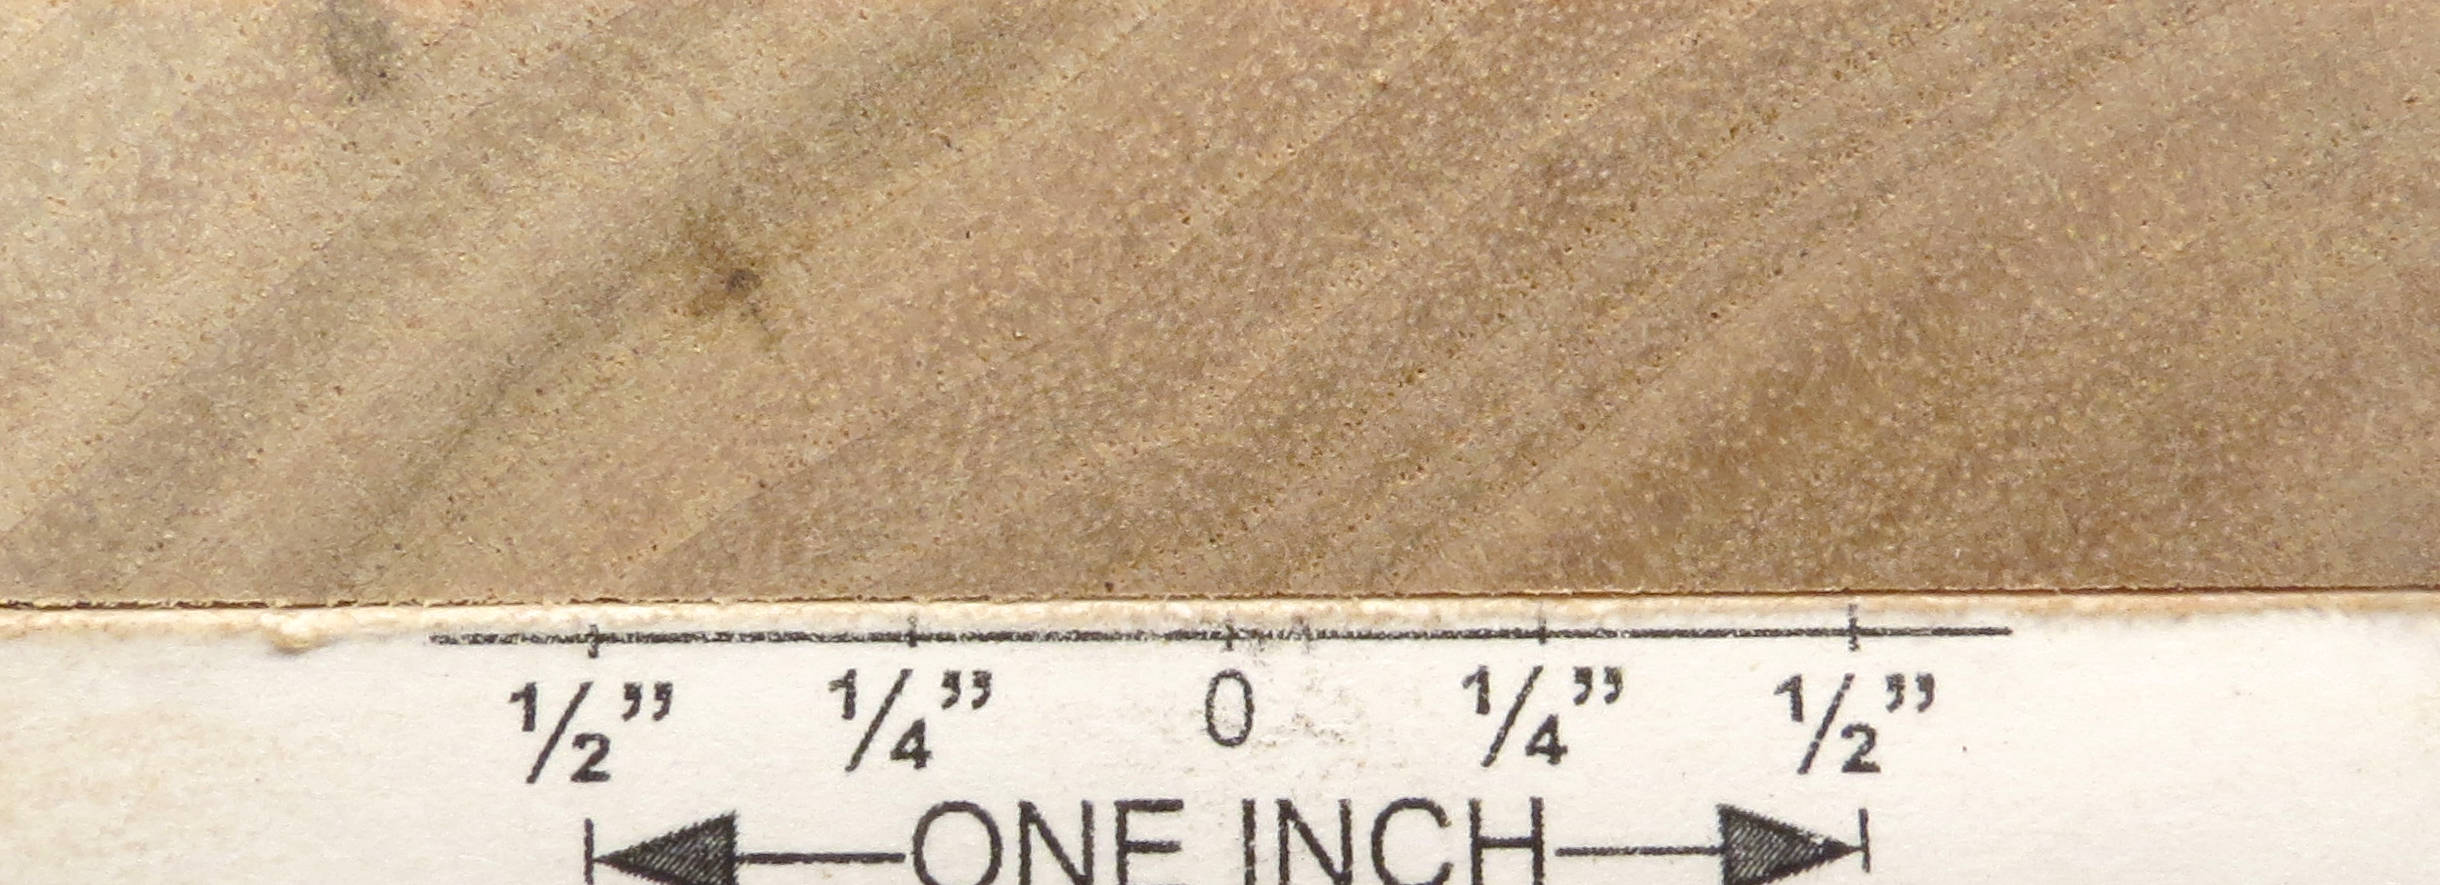 1/2” 1/4” 0 1/4” 1/2”
ONE INCH